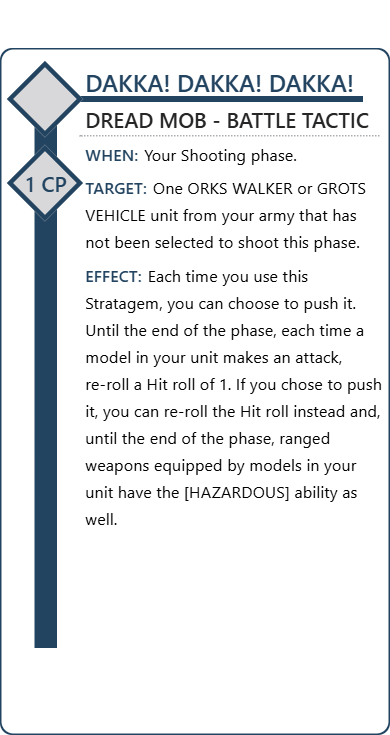 DAKKA! DAKKA! DAKKA!
DREAD MOB - BATTLE TACTIC
WHEN: Your Shooting phase.
1 CP
TARGET: One ORKS WALKER or GROTS
VEHICLE unit from your army that has
not been selected to shoot this phase.
EFFECT: Each time you use this
Stratagem, you can choose to push it.
Until the end of the phase, each time a
model in your unit makes an attack,
re-roll a Hit roll of 1. If you chose to push
it, you can re-roll the Hit roll instead and,
until the end of the phase, ranged
weapons equipped by models in your
unit have the [HAZARDOUS] ability as
well.